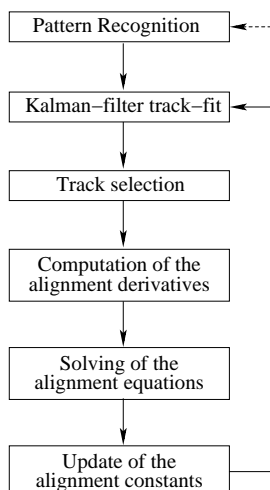 Pattern Recognition
Kalman−filter track−fit
Track selection
Computation of the
alignment derivatives
Solving of the
alignment equations
Update of the
alignment constants